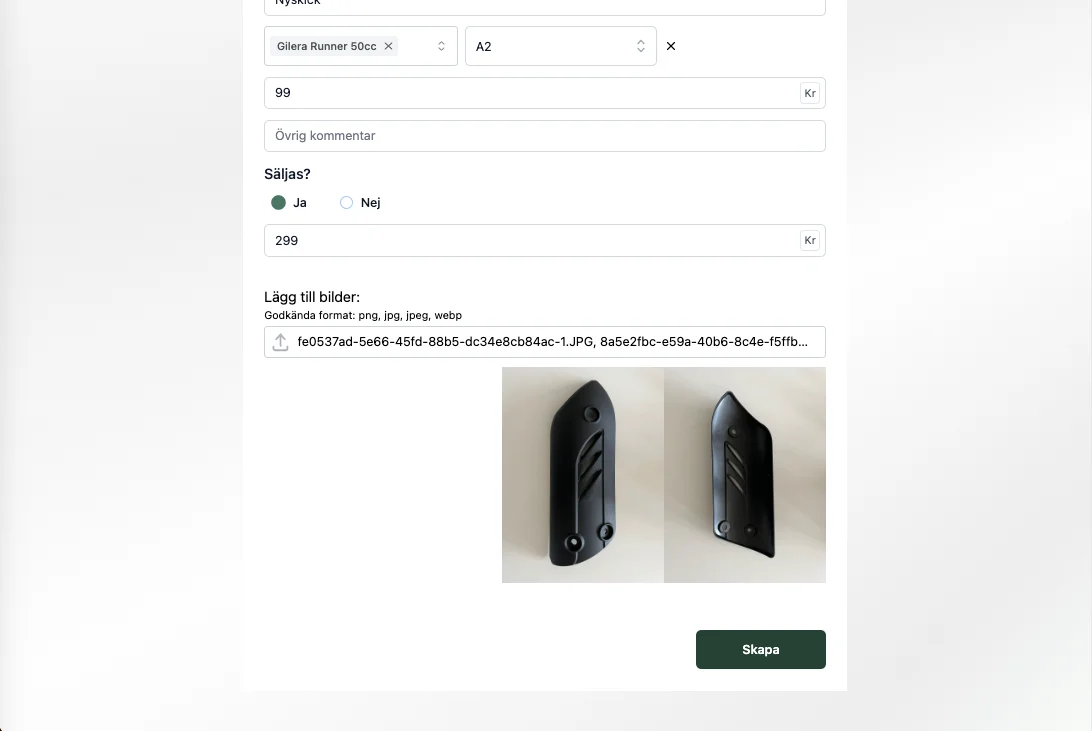 Nyskick
Gilera Runner 50cc
A2
99 Kr
Övrig kommentar
Säljas?
Ja Nej
299 Kr
Lägg till bilder:
Godkända format: png, jpg, jpeg, webp
fe0537ad-5e66-45fd-88b5-dc34e8cb84ac-1.JPG, 8a5e2fbc-e59a-40b6-8c4e-f5ffb...
Skapa